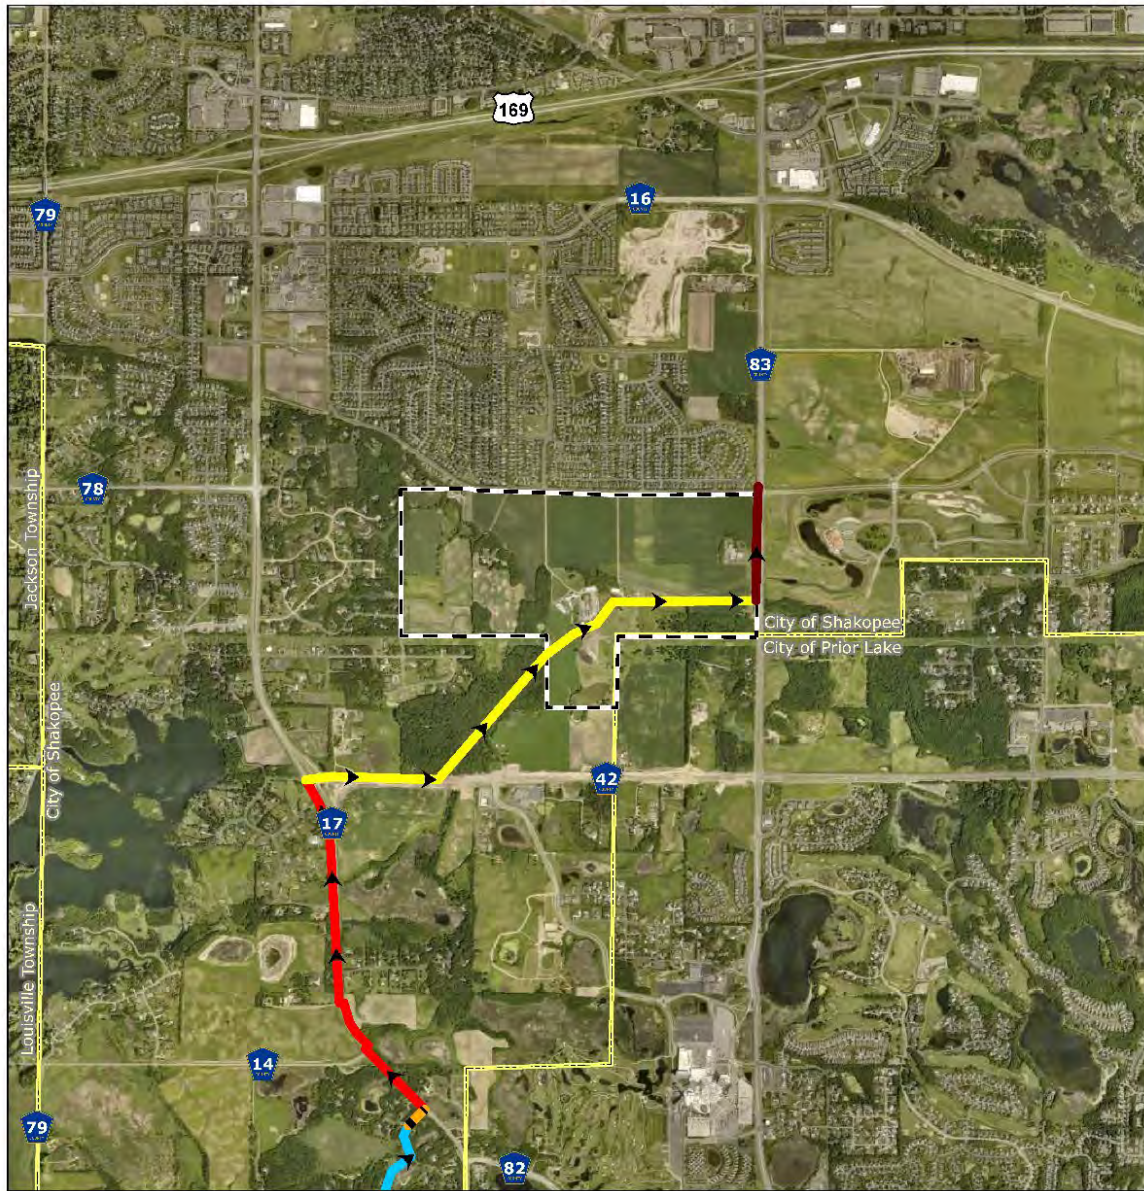 169
79
16
83
78
Jackson Township
City of Shakopee
City of Prior Lake
City of Shakopee
42
17
Louisville Township
14
79
82